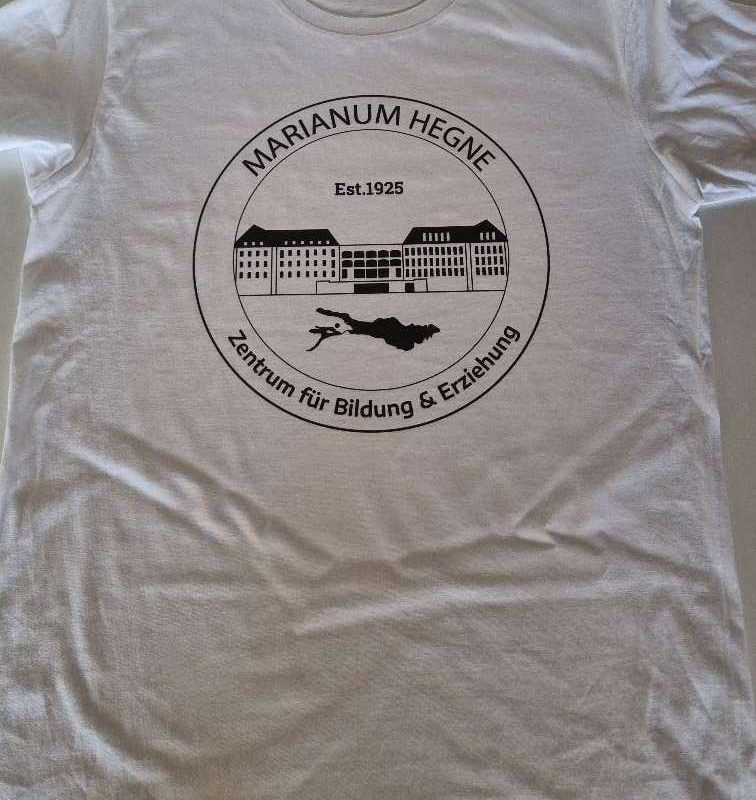 MARIANUM HEGNE
Est.1925
Zentrum für Bildung & Erziehung